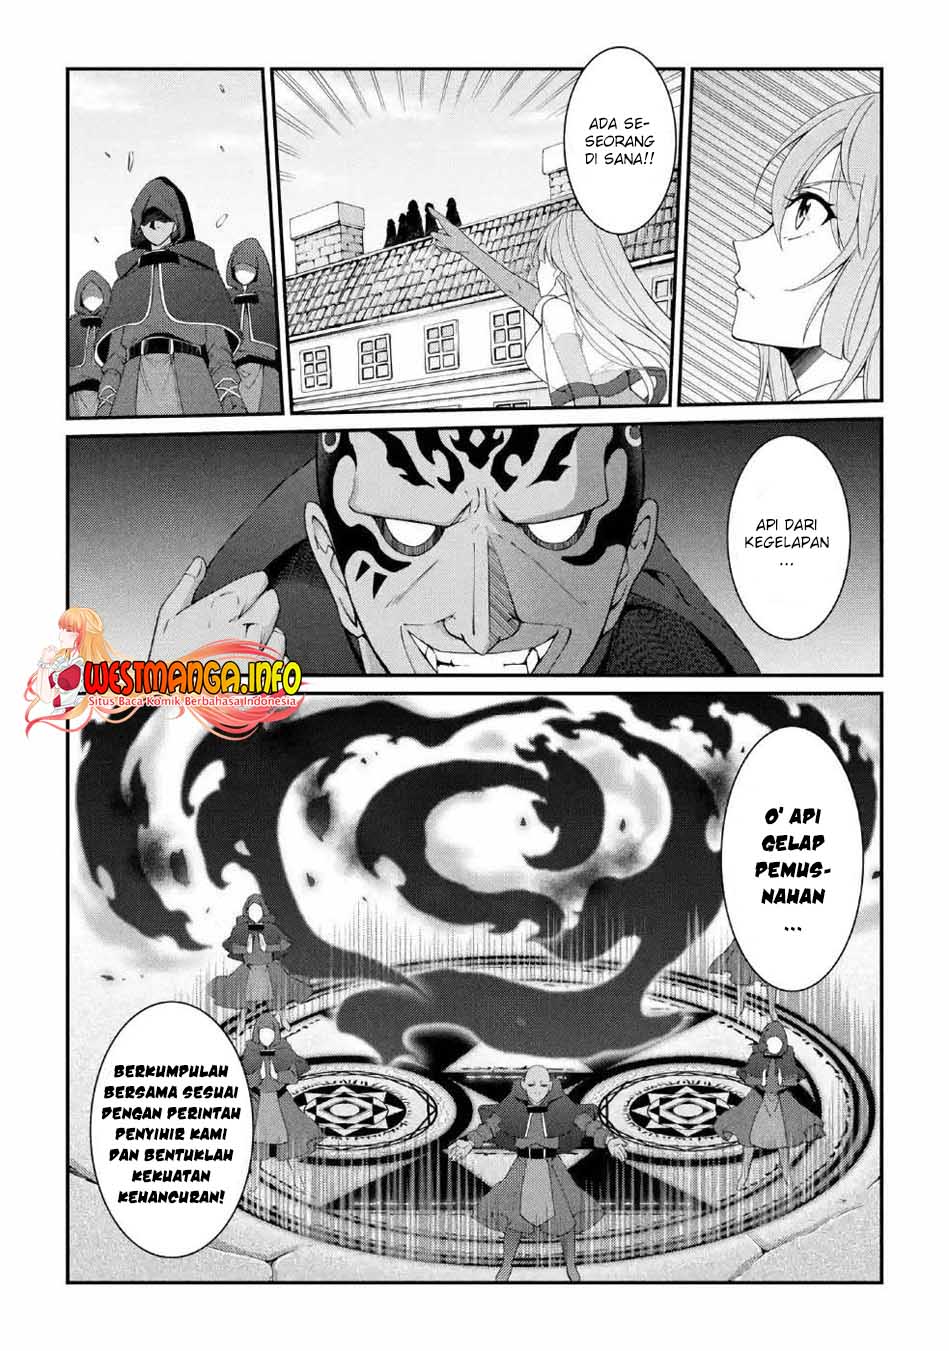 ADA SE-
SEORANG
DI SANA!!
API DARI
KEGELAPAN
...
WESTMANGA.INFO
Situs Baca Komik Berbahasa Indonesia
O' API
GELAP
PEMUS-
NAHAN
...
BERKUMPULAH
BERSAMA SESUAI
DENGAN PERINTAH
PENYIHIR KAMI
DAN BENTUKLAH
KEKUATAN
KEHANCURAN!